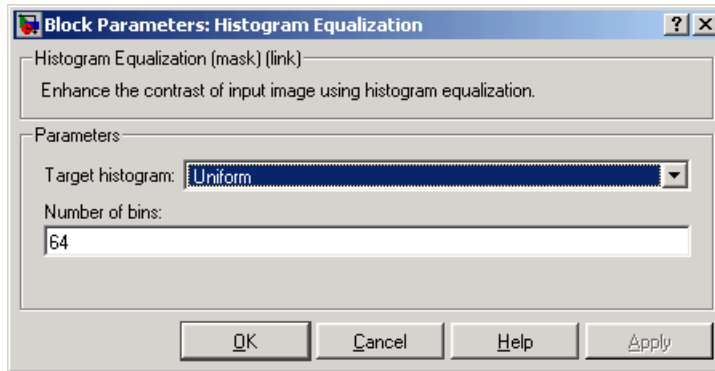 Block Parameters: Histogram Equalization
Histogram Equalization (mask) (link)
Enhance the contrast of input image using histogram equalization.
Parameters
Target histogram: Uniform
Number of bins:
64
OK Cancel Help Apply